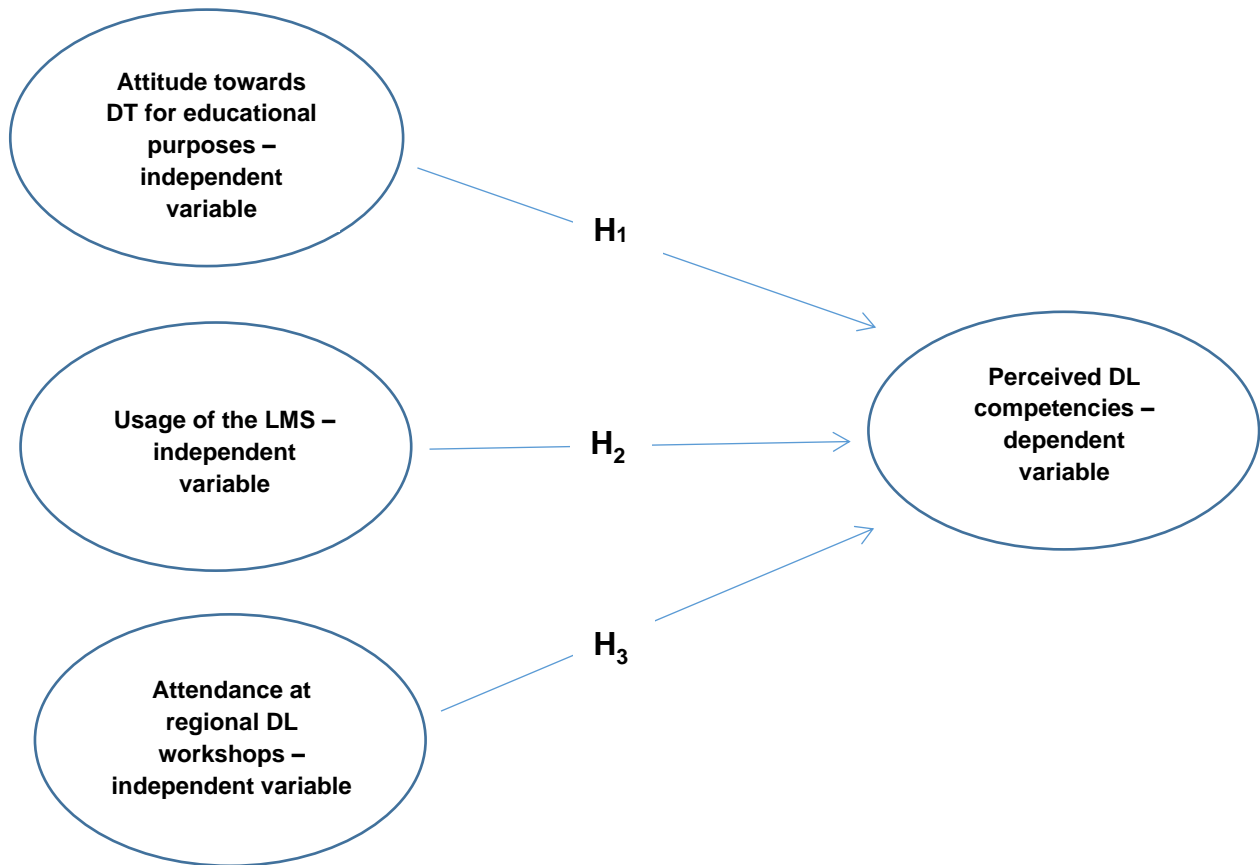 Attitude towards
DT for educational
purposes –
independent
variable
H1
Usage of the LMS –
independent
variable
H2
Perceived DL
competencies –
dependent
variable
Attendance at
regional DL
workshops –
independent variable
H3